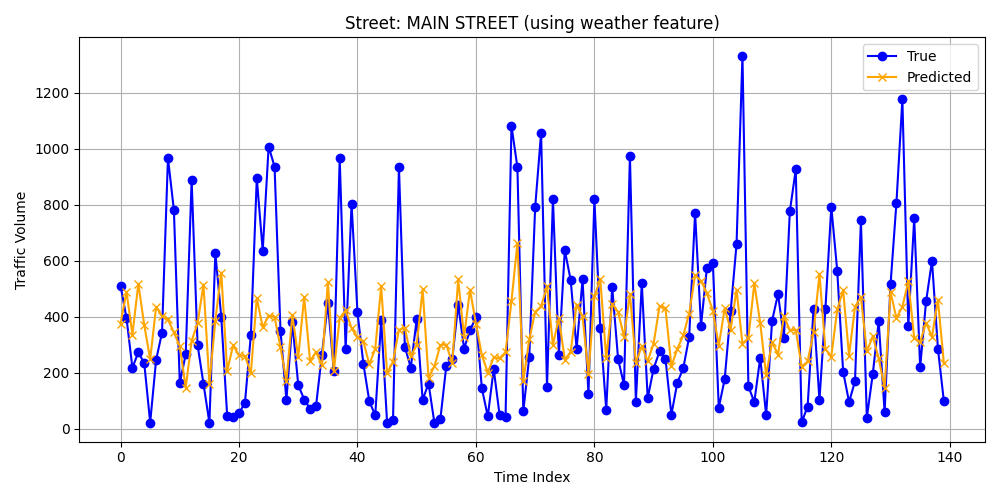 Street: MAIN STREET (using weather feature)
True
Predicted
Traffic Volume
1200
1000
800
600
400
200
0
0 20 40 60 80 100 120 140
Time Index